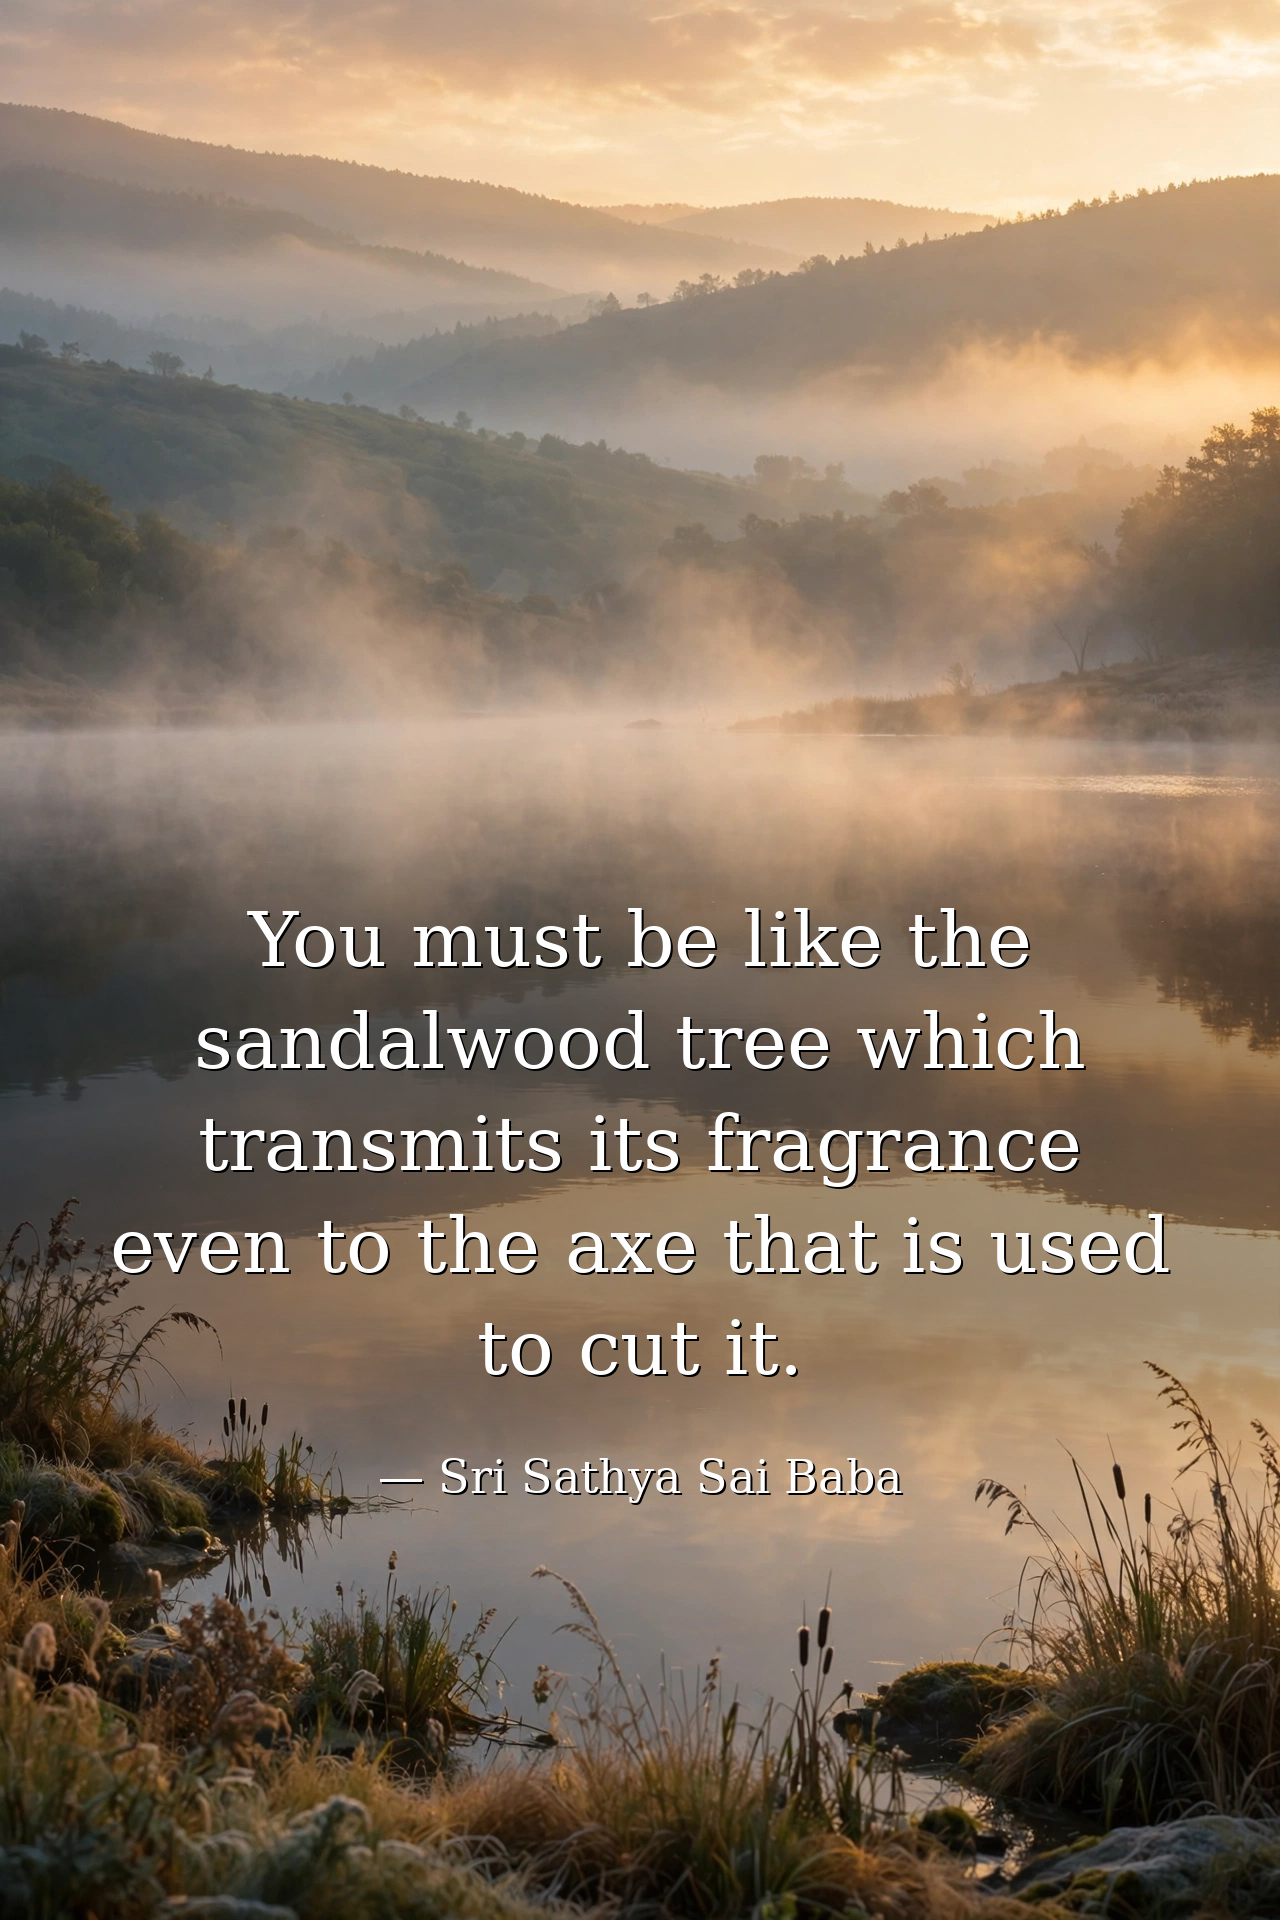 You must be like the
sandalwood tree which
transmits its fragrance
even to the axe that is used
to cut it.
— Sri Sathya Sai Baba